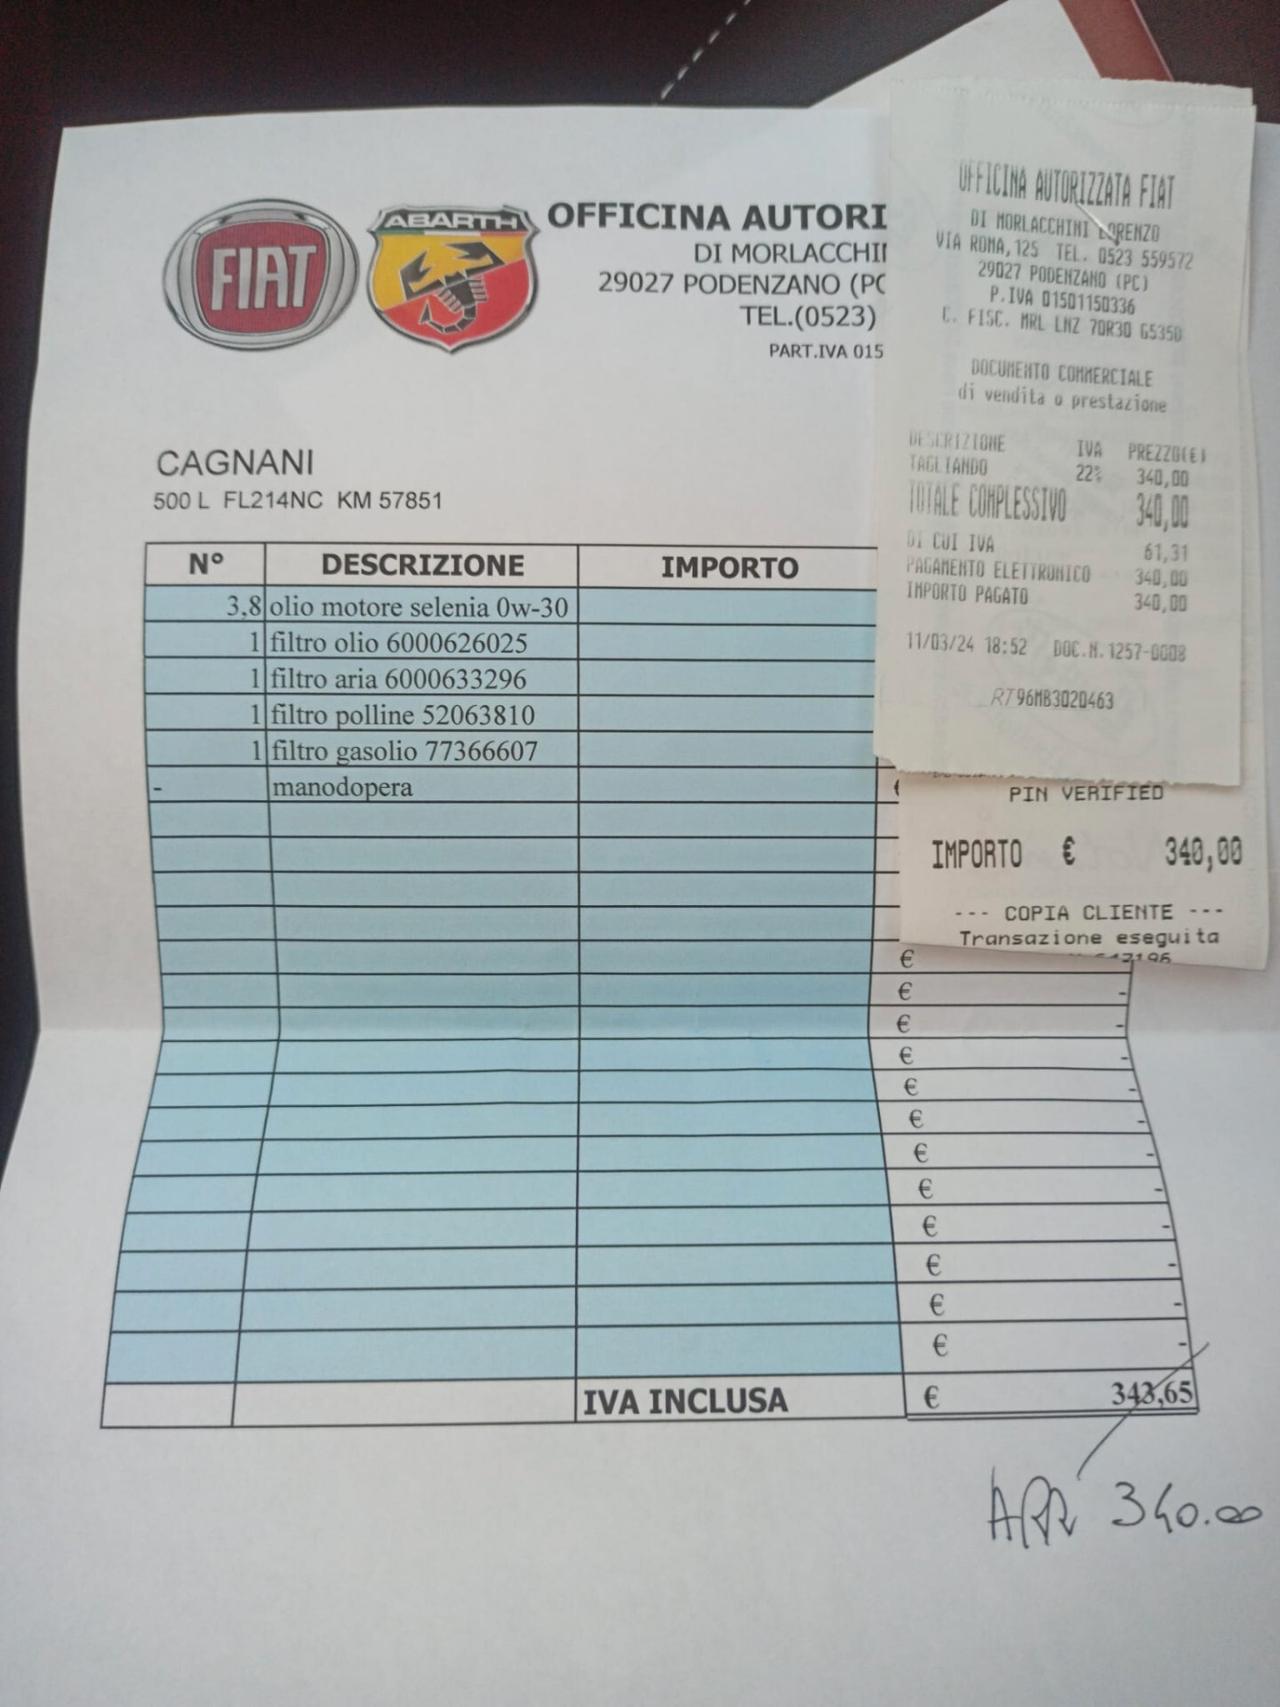 FIAT
ABARTH
OFFICINA AUTORI
DI MORLACCHI
29027 PODENZANO (PC
TEL.(0523)
PART.IVA 015
CAGNANI
500 L FL214NC KM 57851
N° DESCRIZIONE IMPORTO
3,8 olio motore selenia 0w-30
1 filtro olio 6000626025
1 filtro aria 6000633296
1 filtro polline 52063810
1 filtro gasolio 77366607
- manodopera €
€
€ -
€ -
€ -
€ -
€ -
€ -
€ -
€ -
€ -
€ -
€ -
IVA INCLUSA € 343,65
ARR 340.00
OFFICINA AUTORIZZATA FIAT
DI MORLACCHINI LORENZO
VIA ROMA,125 TEL. 0523 559572
29027 PODENZANO (PC)
P.IVA 01501150336
C. FISC. MRL LNZ 70R30 G535D
DOCUMENTO COMMERCIALE
di vendita o prestazione
DESCRIZIONE IVA PREZZO(€)
TAGLIANDO 22% 340,00
TOTALE COMPLESSIVO 340,00
DI CUI IVA 61,31
PAGAMENTO ELETTRONICO 340,00
IMPORTO PAGATO 340,00
11/03/24 18:52 DOC.N.1257-0008
RT 96MB3020463
PIN VERIFIED
IMPORTO € 340,00
--- COPIA CLIENTE ---
Transazione eseguita